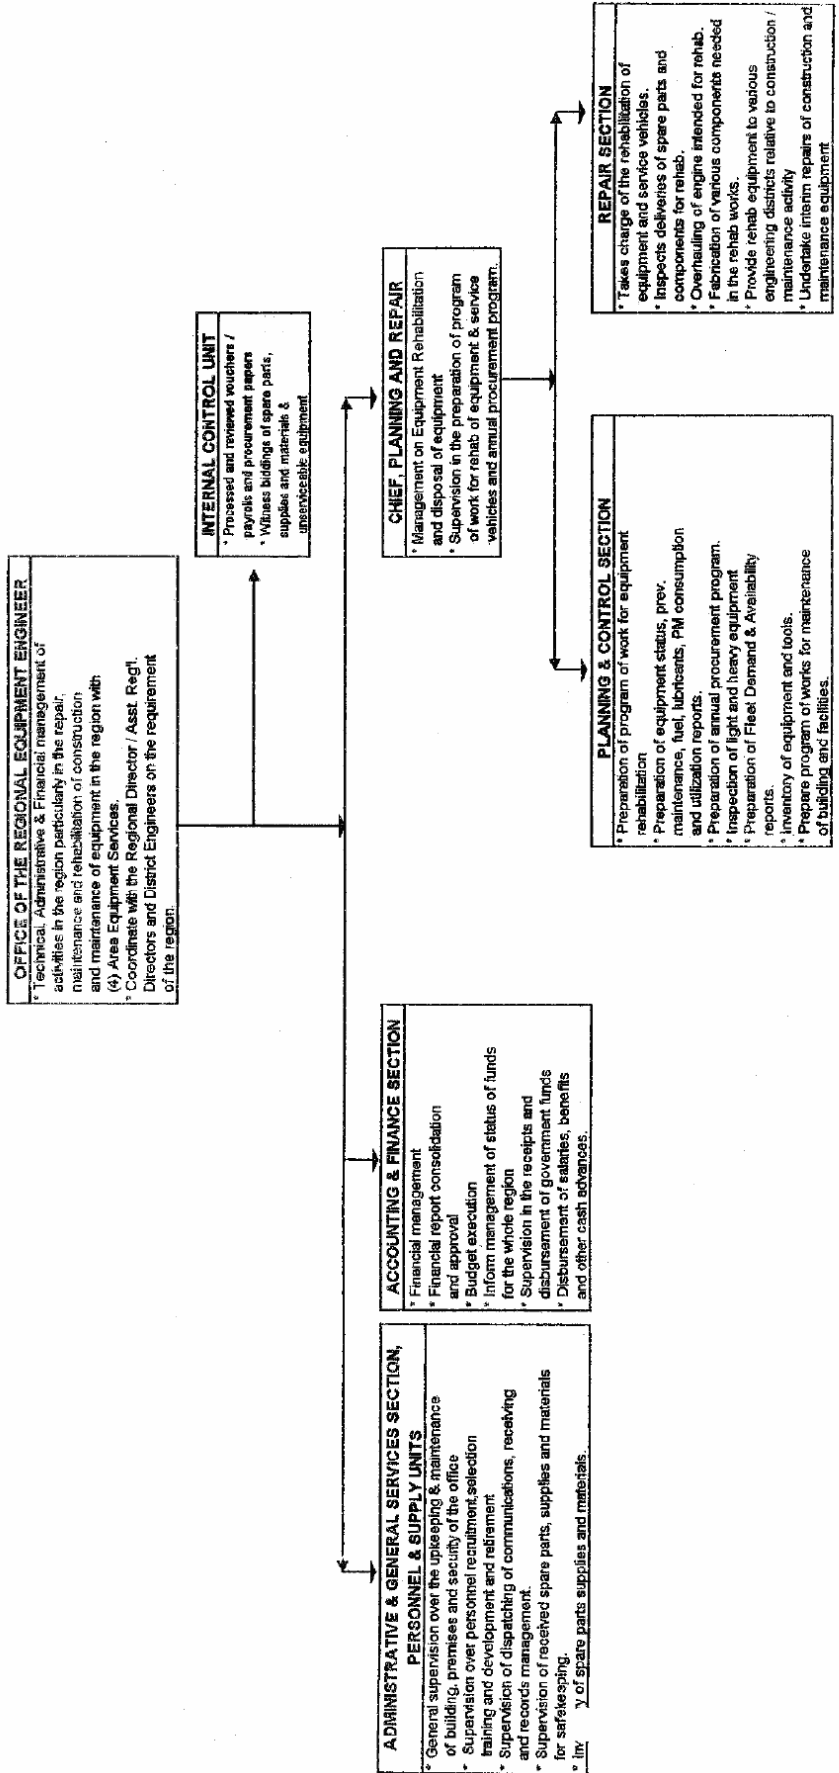 OFFICE OF THE REGIONAL EQUIPMENT ENGINEER
* Technical, Administrative & Financial management of
activities in the region particularly in the repair,
maintenance and rehabilitation of construction
and maintenance of equipment in the region with
(4) Area Equipment Services.
* Coordinate with the Regional Director / Asst. Reg'l.
Directors and District Engineers on the requirement
of the region.
INTERNAL CONTROL UNIT
* Processed and reviewed vouchers /
payrolls and procurement papers
* Witness biddings of spare parts,
supplies and materials &
unserviceable equipment
ADMINISTRATIVE & GENERAL SERVICES SECTION,
PERSONNEL & SUPPLY UNITS
* General supervision over the upkeeping & maintenance
of building, premises and security of the office
* Supervision over personnel recruitment,selection
training and development and retirement
* Supervision of dispatching of communications, receiving
and records management.
* Supervision of received spare parts, supplies and materials
for safekeeping.
* Inv y of spare parts supplies and materials.
ACCOUNTING & FINANCE SECTION
* Financial management
* Financial report consolidation
and approval
* Budget execution
* Inform management of status of funds
for the whole region
* Supervision in the receipts and
disbursement of government funds
* Disbursement of salaries, benefits
and other cash advances.
CHIEF, PLANNING AND REPAIR
* Management on Equipment Rehabilitation
and disposal of equipment
* Supervision in the preparation of program
of work for rehab of equipment & service
vehicles and annual procurement program.
PLANNING & CONTROL SECTION
* Preparation of program of work for equipment
rehabilitation
* Preparation of equipment status, prev.
maintenance, fuel, lubricants, PM consumption
and utilization reports.
* Preparation of annual procurement program.
* Inspection of light and heavy equipment
* Preparation of Fleet Demand & Availability
reports.
* Inventory of equipment and tools.
* Prepare program of works for maintenance
of building and facilities.
REPAIR SECTION
* Takes charge of the rehabilitation of
equipment and service vehicles.
* Inspects deliveries of spare parts and
components for rehab.
* Overhauling of engine intended for rehab.
* Fabrication of various components needed
in the rehab works.
* Provide rehab equipment to various
engineering districts relative to construction /
maintenance activity
* Undertake interim repairs of construction and
maintenance equipment